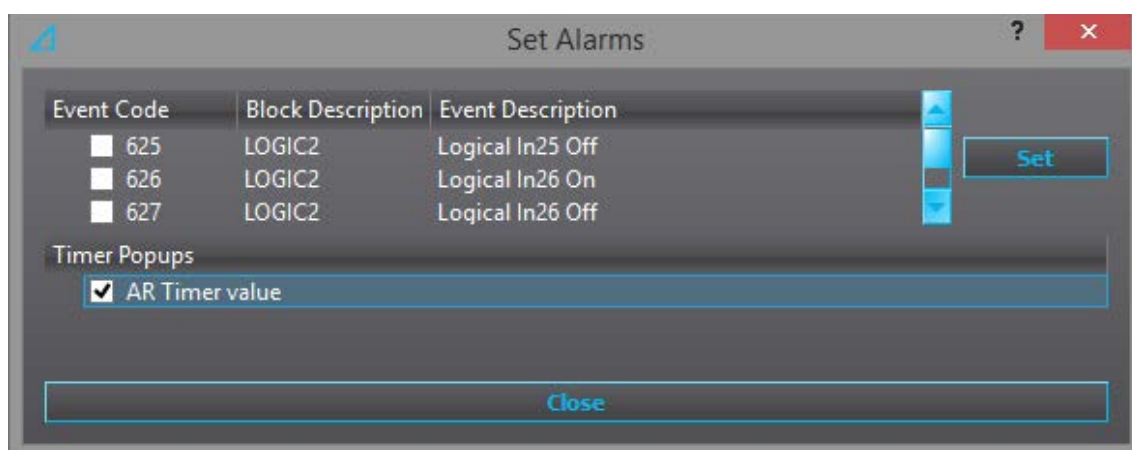 Set Alarms
?
Event Code Block Description Event Description
625 LOGIC2 Logical In25 Off
626 LOGIC2 Logical In26 On
627 LOGIC2 Logical In26 Off
Set
Timer Popups
AR Timer value
Close